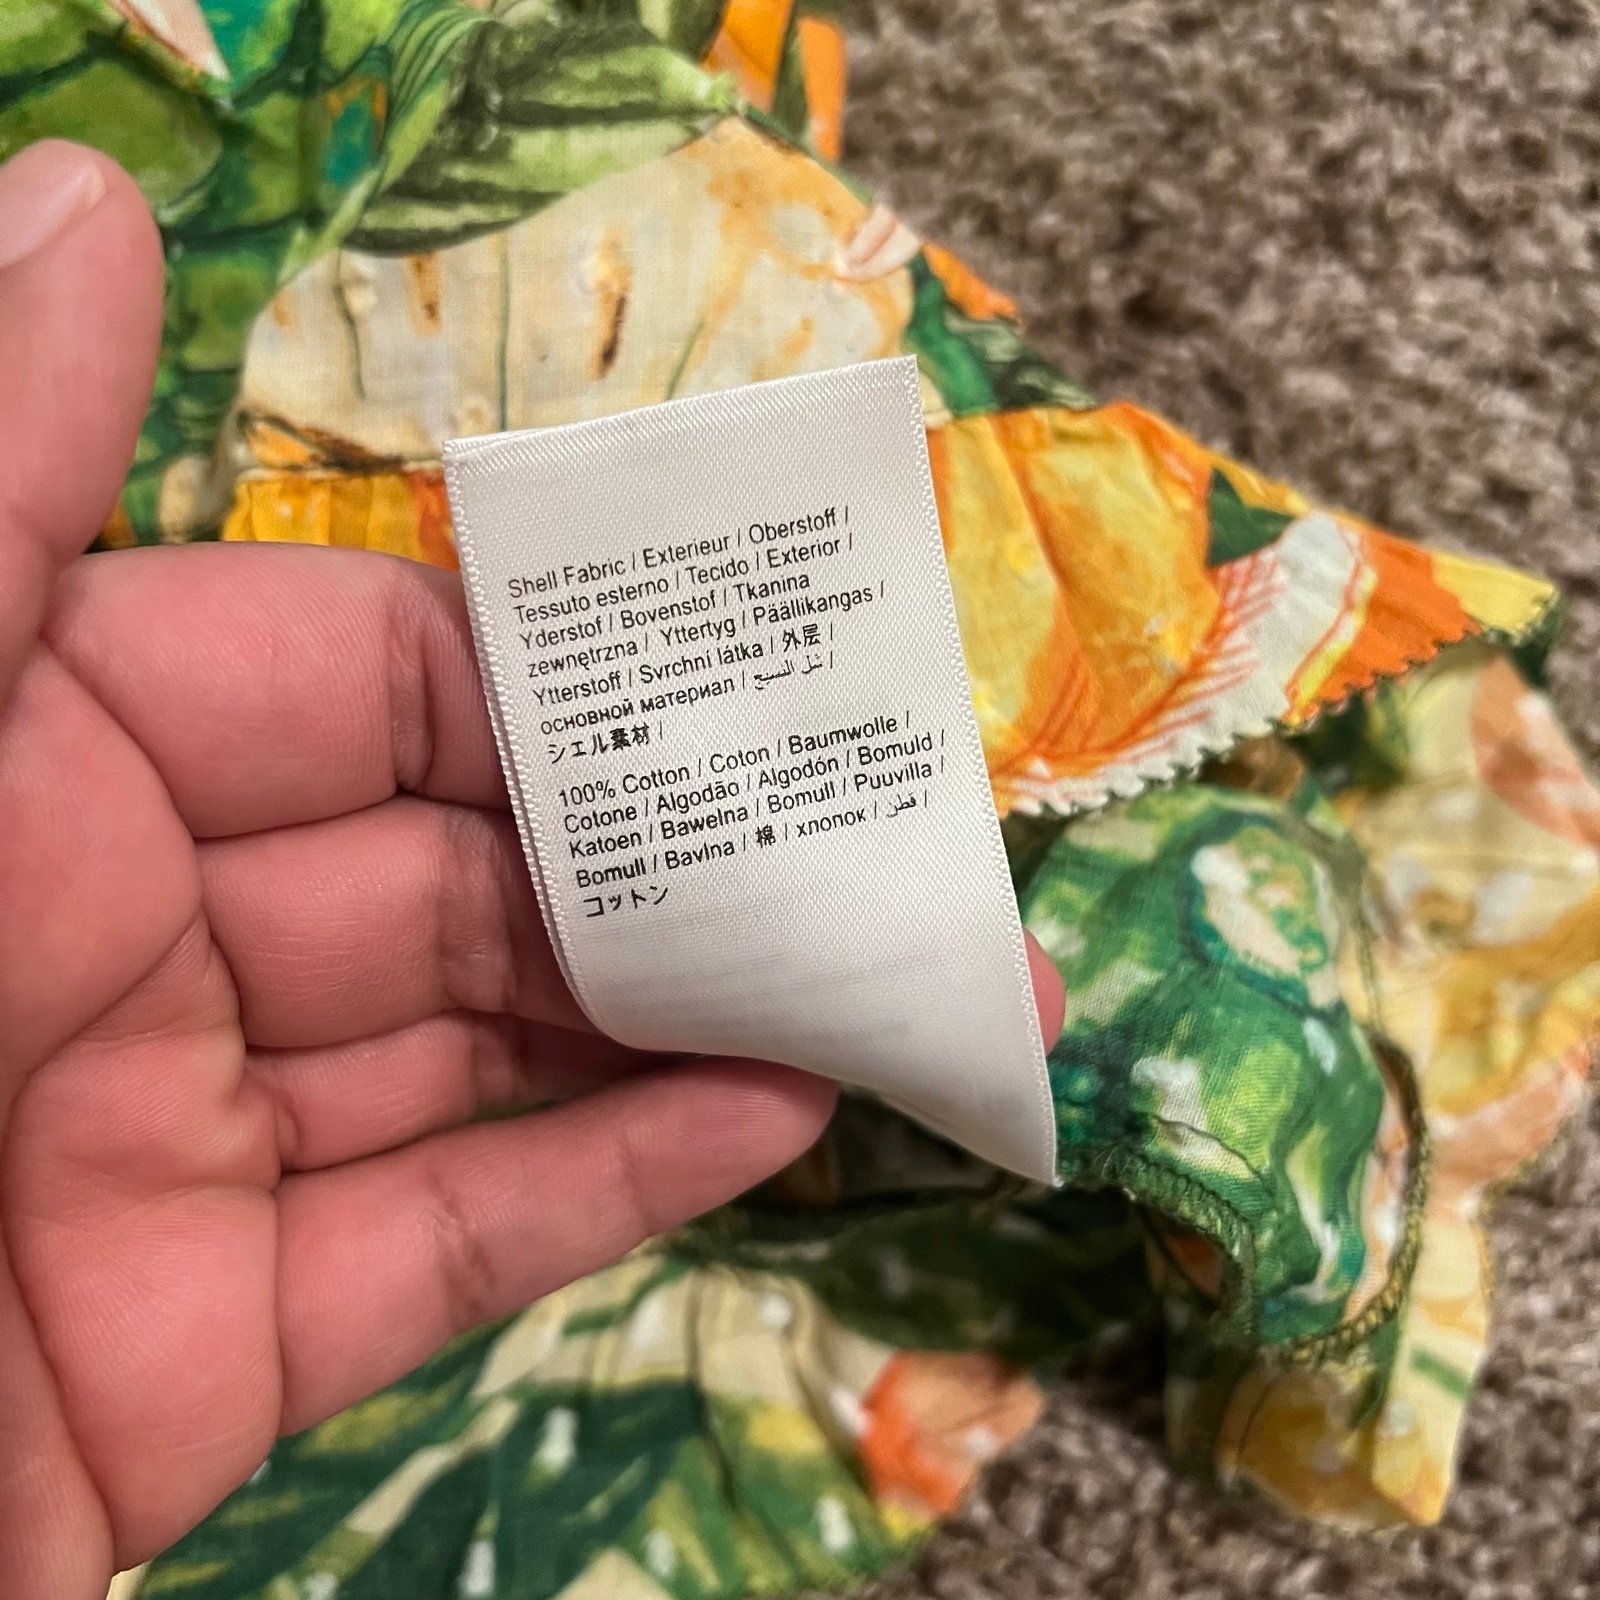 Shell Fabric / Exterieur / Oberstoff /
Tessuto esterno / Tecido / Exterior /
Yderstof / Bovenstof / Tkanina
zewnętrzna / Yttertyg / Päällikangas /
Ytterstoff / Svrchní látka / 外层 /
основной материал / /
シェル素材 /
100% Cotton / Coton / Baumwolle /
Cotone / Algodão / Algodón / Bomuld /
Katoen / Bawełna / Bomull / Puuvilla /
Bomull / Bavlna / 棉 / хлопок / قطن /
コットン